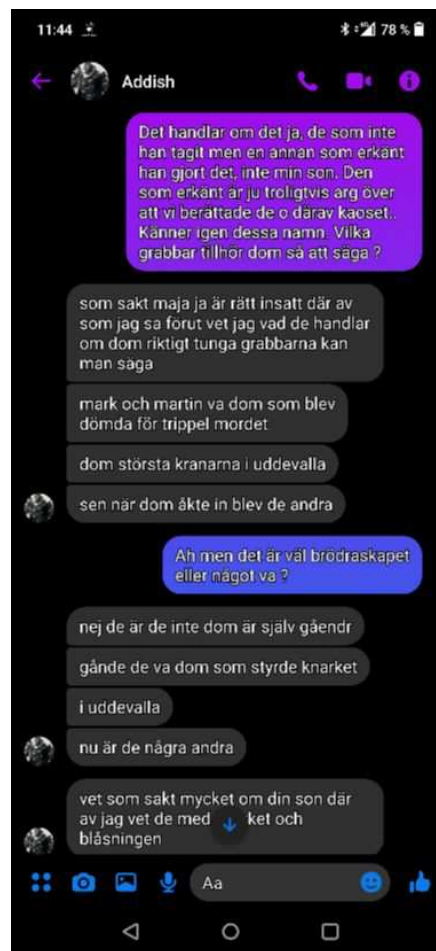 11:44
78 %
Addish
Det handlar om det ja, de som inte
han tagit men en annan som erkänt
han gjort det, inte min son. Den
som erkänt är ju troligtvis arg över
att vi berättade de o därav kaoset..
Känner igen dessa namn. Vilka
grabbar tillhör dom så att säga ?
som sakt maja ja är rätt insatt där av
som jag sa förut vet jag vad de handlar
om dom riktigt tunga grabbarna kan
man säga
mark och martin va dom som blev
dömda för trippel mordet
dom största kranarna i uddevalla
sen när dom åkte in blev de andra
Ah men det är väl brödraskapet
eller något va ?
nej de är de inte dom är själv gåendr
gånde de va dom som styrde knarket
i uddevalla
nu är de några andra
vet som sakt mycket om din son där
av jag vet de med ket och
blåsningen
Aa